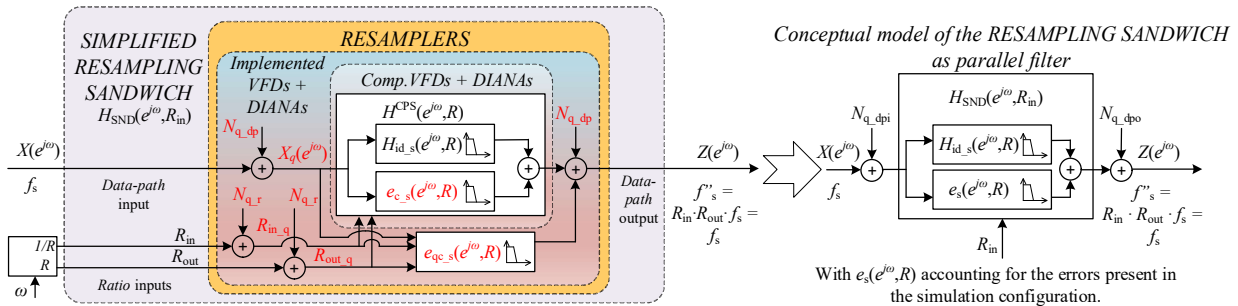 SIMPLIFIED
RESAMPLING
SANDWICH
H_SND(e^jω,R_in)
RESAMPLERS
Implemented
VFDs +
DIANAs
Comp.VFDs + DIANAs
H^CPS(e^jω,R)
H_id_s(e^jω,R)
e_c_s(e^jω,R)
e_qc_s(e^jω,R)
N_q_dp
X_q(e^jω)
N_q_dp
X(e^jω)
f_s
Data-path
input
N_q_r
N_q_r
R_in_q
R_out_q
1/R
R
ω
R_in
R_out
Ratio inputs
Data-
path
output
Z(e^jω)
f''_s =
R_in·R_out·f_s =
f_s
Conceptual model of the RESAMPLING SANDWICH
as parallel filter
H_SND(e^jω,R_in)
N_q_dpi
N_q_dpo
X(e^jω)
f_s
H_id_s(e^jω,R)
e_s(e^jω,R)
Z(e^jω)
f''_s =
R_in · R_out · f_s =
f_s
R_in
With e_s(e^jω,R) accounting for the errors present in
the simulation configuration.